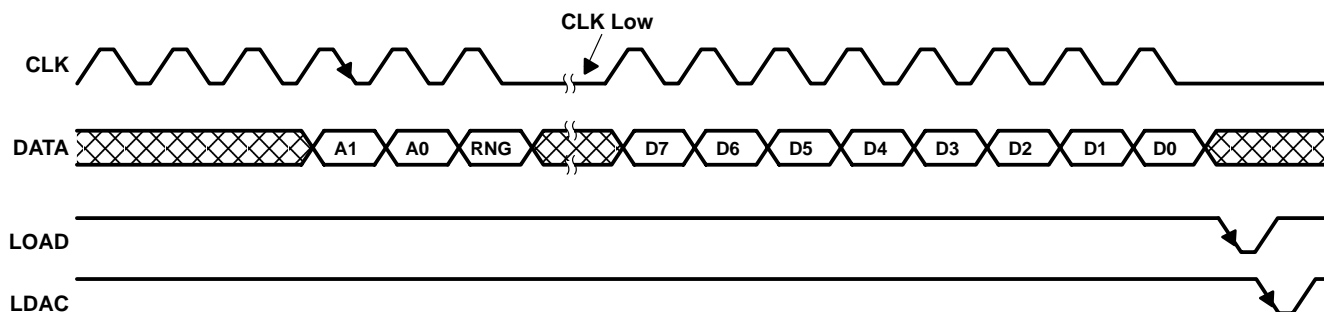 CLK Low
CLK
DATA A1 A0 RNG D7 D6 D5 D4 D3 D2 D1 D0
LOAD
LDAC